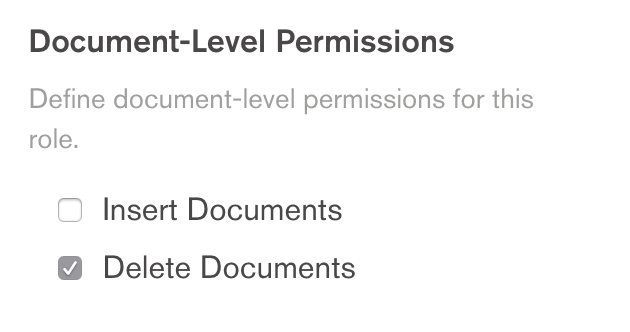 Document-Level Permissions
Define document-level permissions for this
role.
Insert Documents
Delete Documents